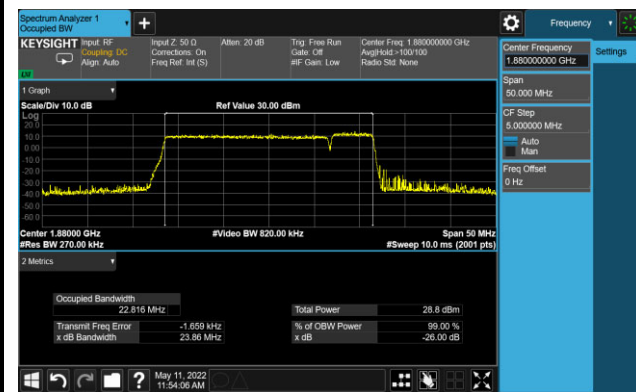 Spectrum Analyzer 1
Occupied BW
Frequency
KEYSIGHT
Input: RF
Coupling: DC
Align: Auto
Input Z: 50 Ω
Corrections: On
Freq Ref: Int (S)
Atten: 20 dB
Trig: Free Run
Gate: Off
#IF Gain: Low
Center Freq: 1.880000000 GHz
Avg|Hold:>100/100
Radio Std: None
Center Frequency
1.880000000 GHz
Settings
Span
50.000 MHz
CF Step
5.000000 MHz
Auto
Man
Freq Offset
0 Hz
1 Graph
Scale/Div 10.0 dB
Ref Value 30.00 dBm
Log
20.0
10.0
0.00
-10.0
-20.0
-30.0
-40.0
-50.0
-60.0
Center 1.88000 GHz
#Video BW 820.00 kHz
Span 50 MHz
#Res BW 270.00 kHz
#Sweep 10.0 ms (2001 pts)
2 Metrics
Occupied Bandwidth
22.816 MHz
Total Power
28.8 dBm
Transmit Freq Error
-1.659 kHz
% of OBW Power
99.00 %
x dB Bandwidth
23.86 MHz
x dB
-26.00 dB
?
May 11, 2022
11:54:06 AM